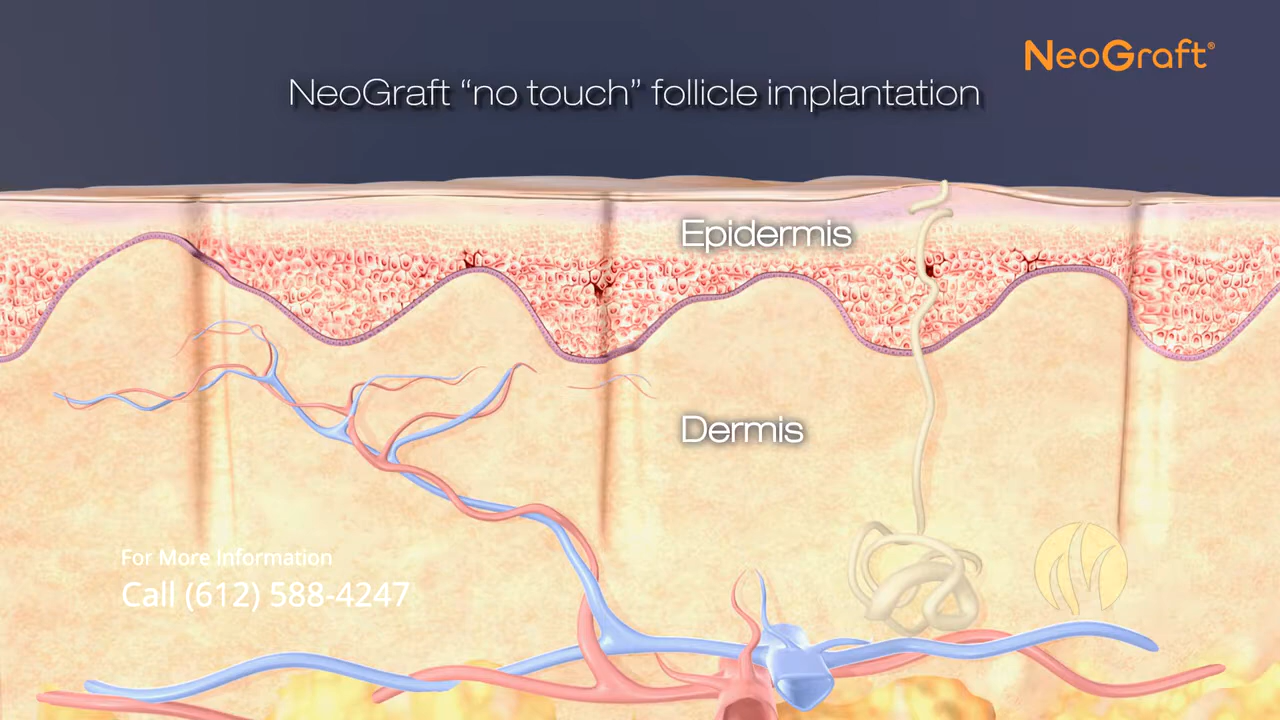 NeoGraft®
NeoGraft “no touch” follicle implantation
Epidermis
Dermis
For More Information
Call (612) 588-4247